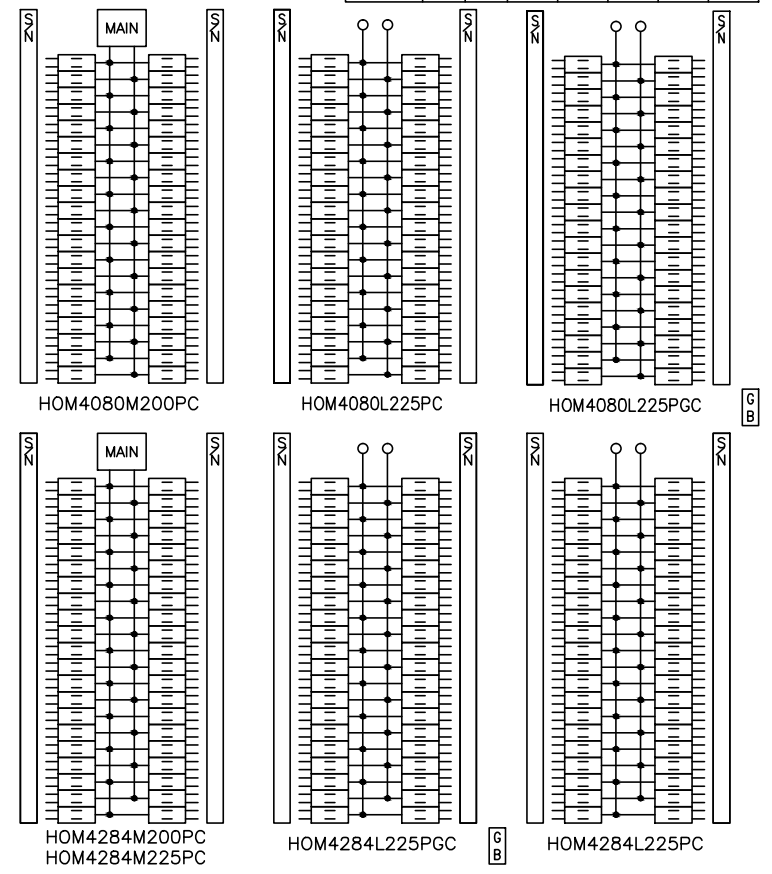 S/N MAIN S/N S/N S/N S/N S/N
HOM4080M200PC HOM4080L225PC HOM4080L225PGC G B
S/N MAIN S/N S/N S/N S/N S/N
HOM4284M200PC HOM4284L225PGC G B HOM4284L225PC
HOM4284M225PC